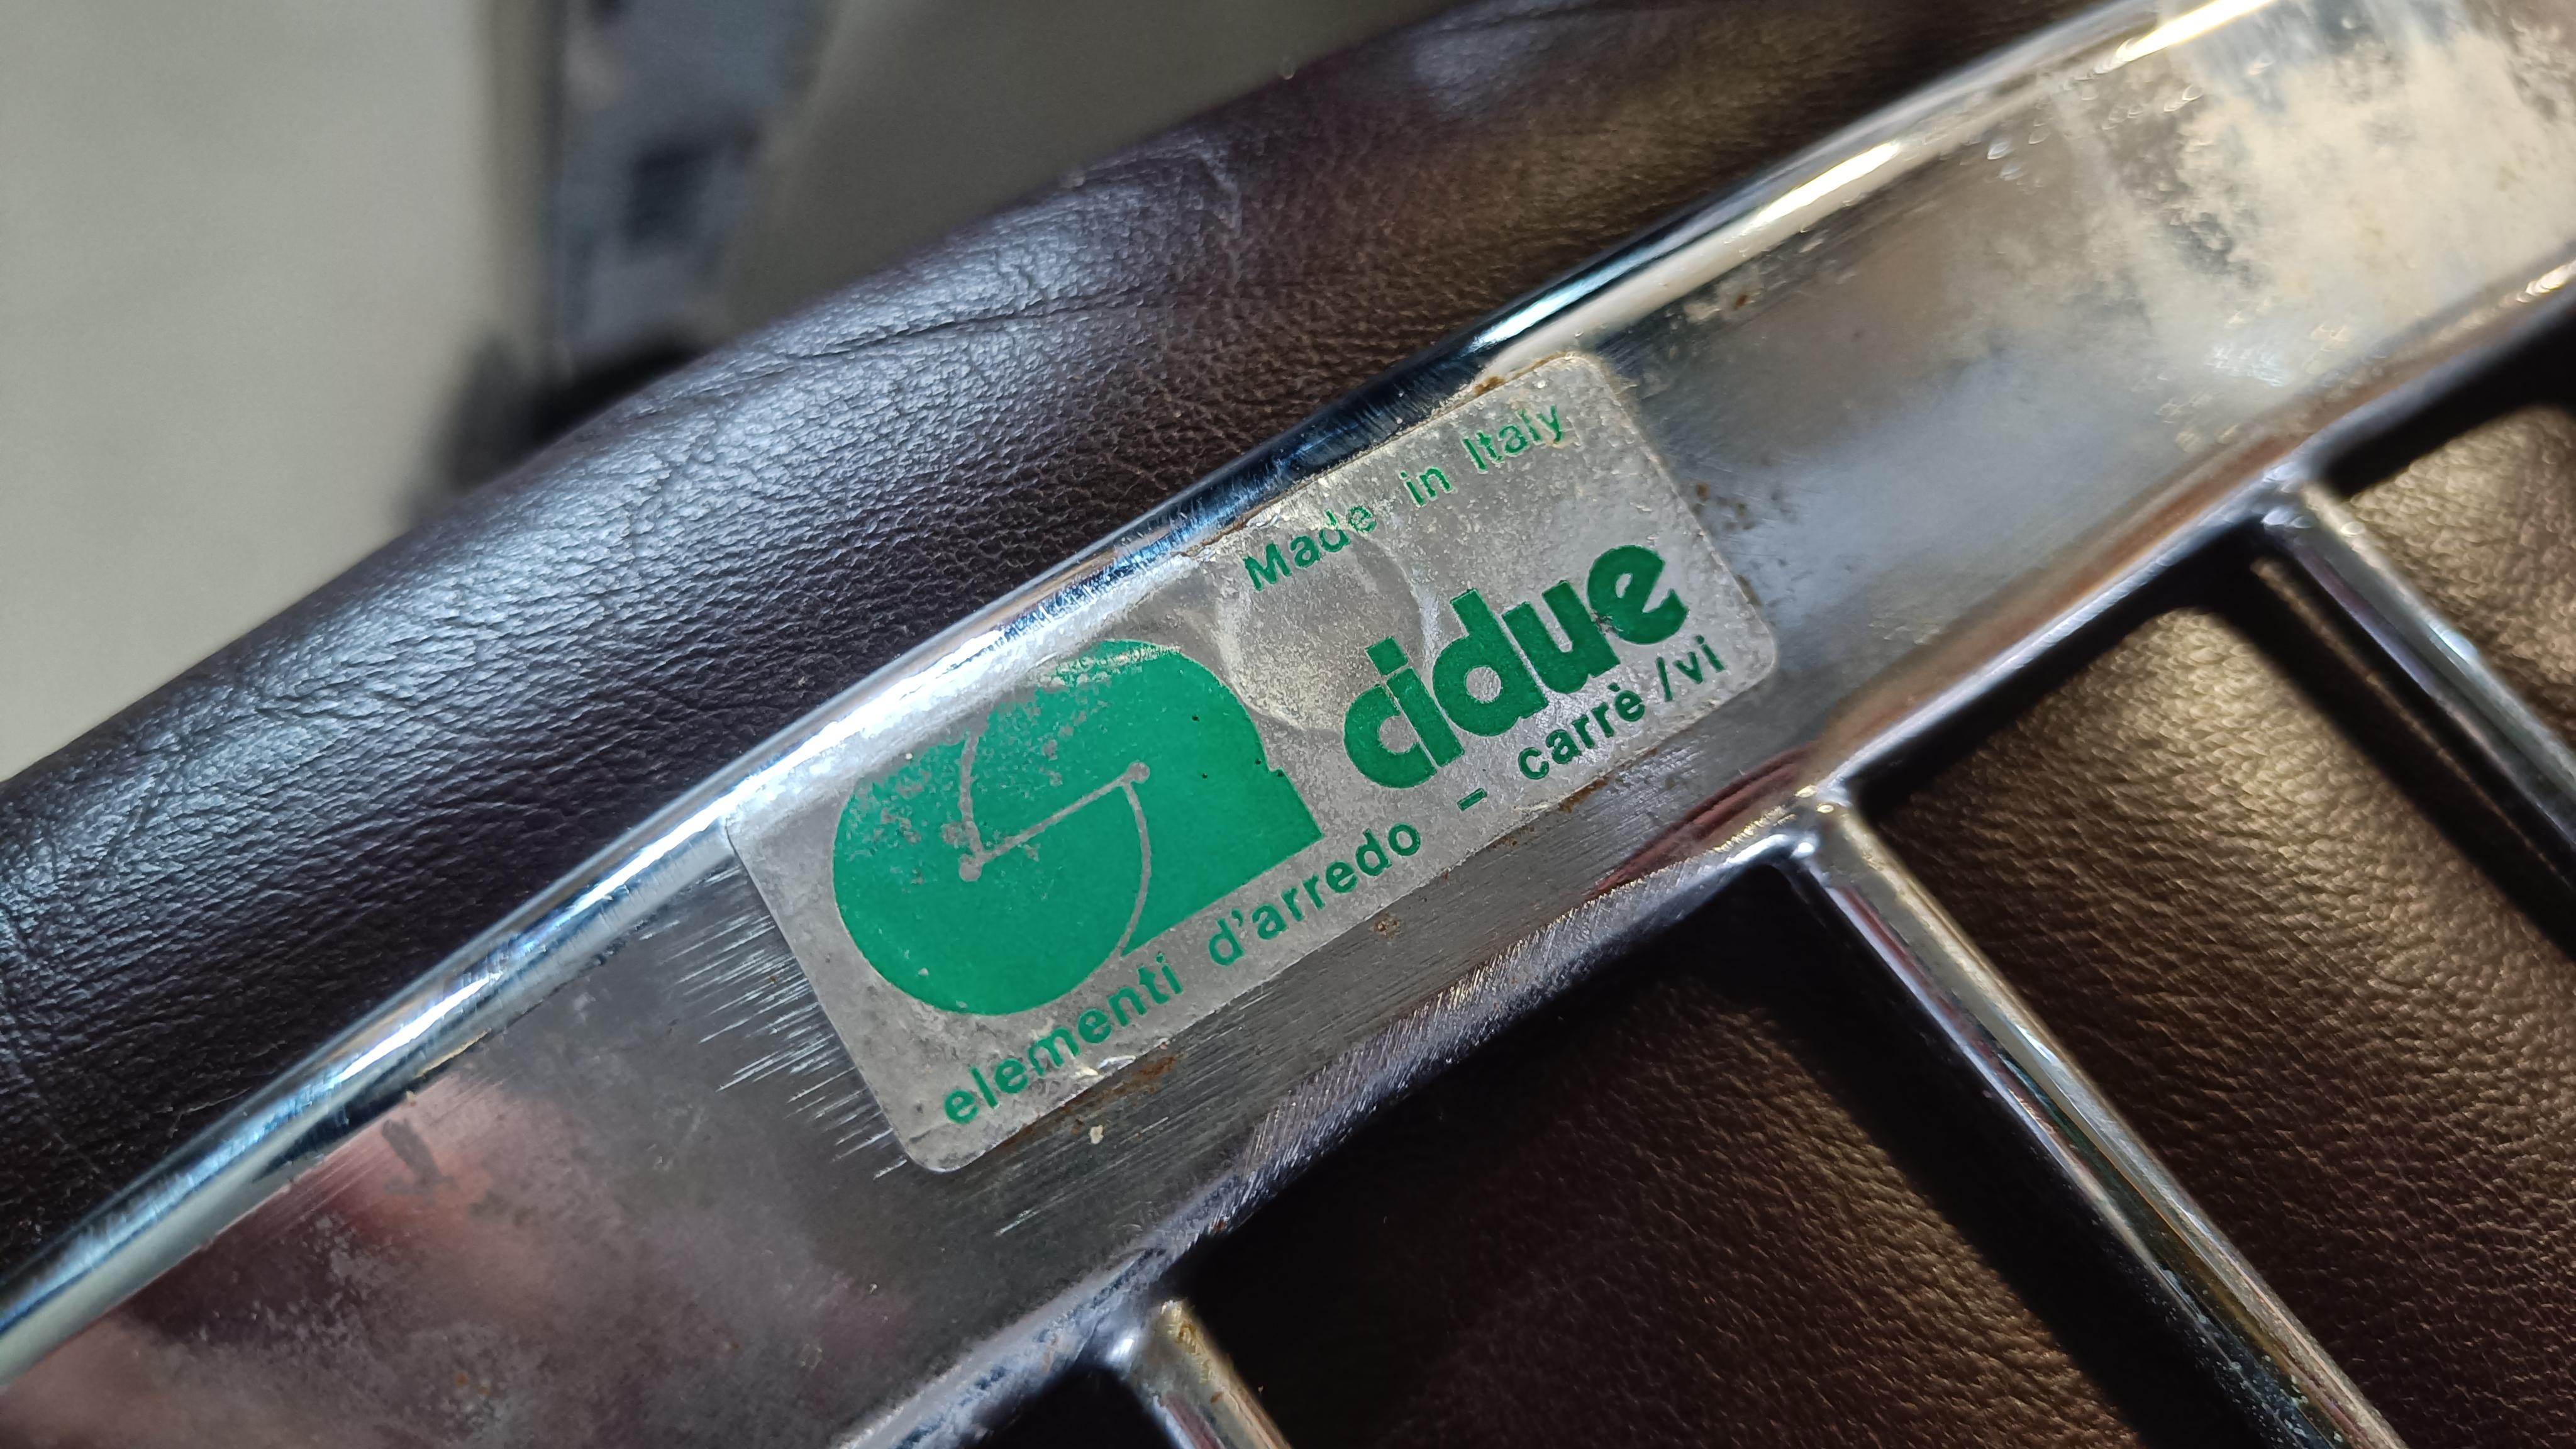 Made in Italy
cidue
elementi d'arredo – carrè /vi